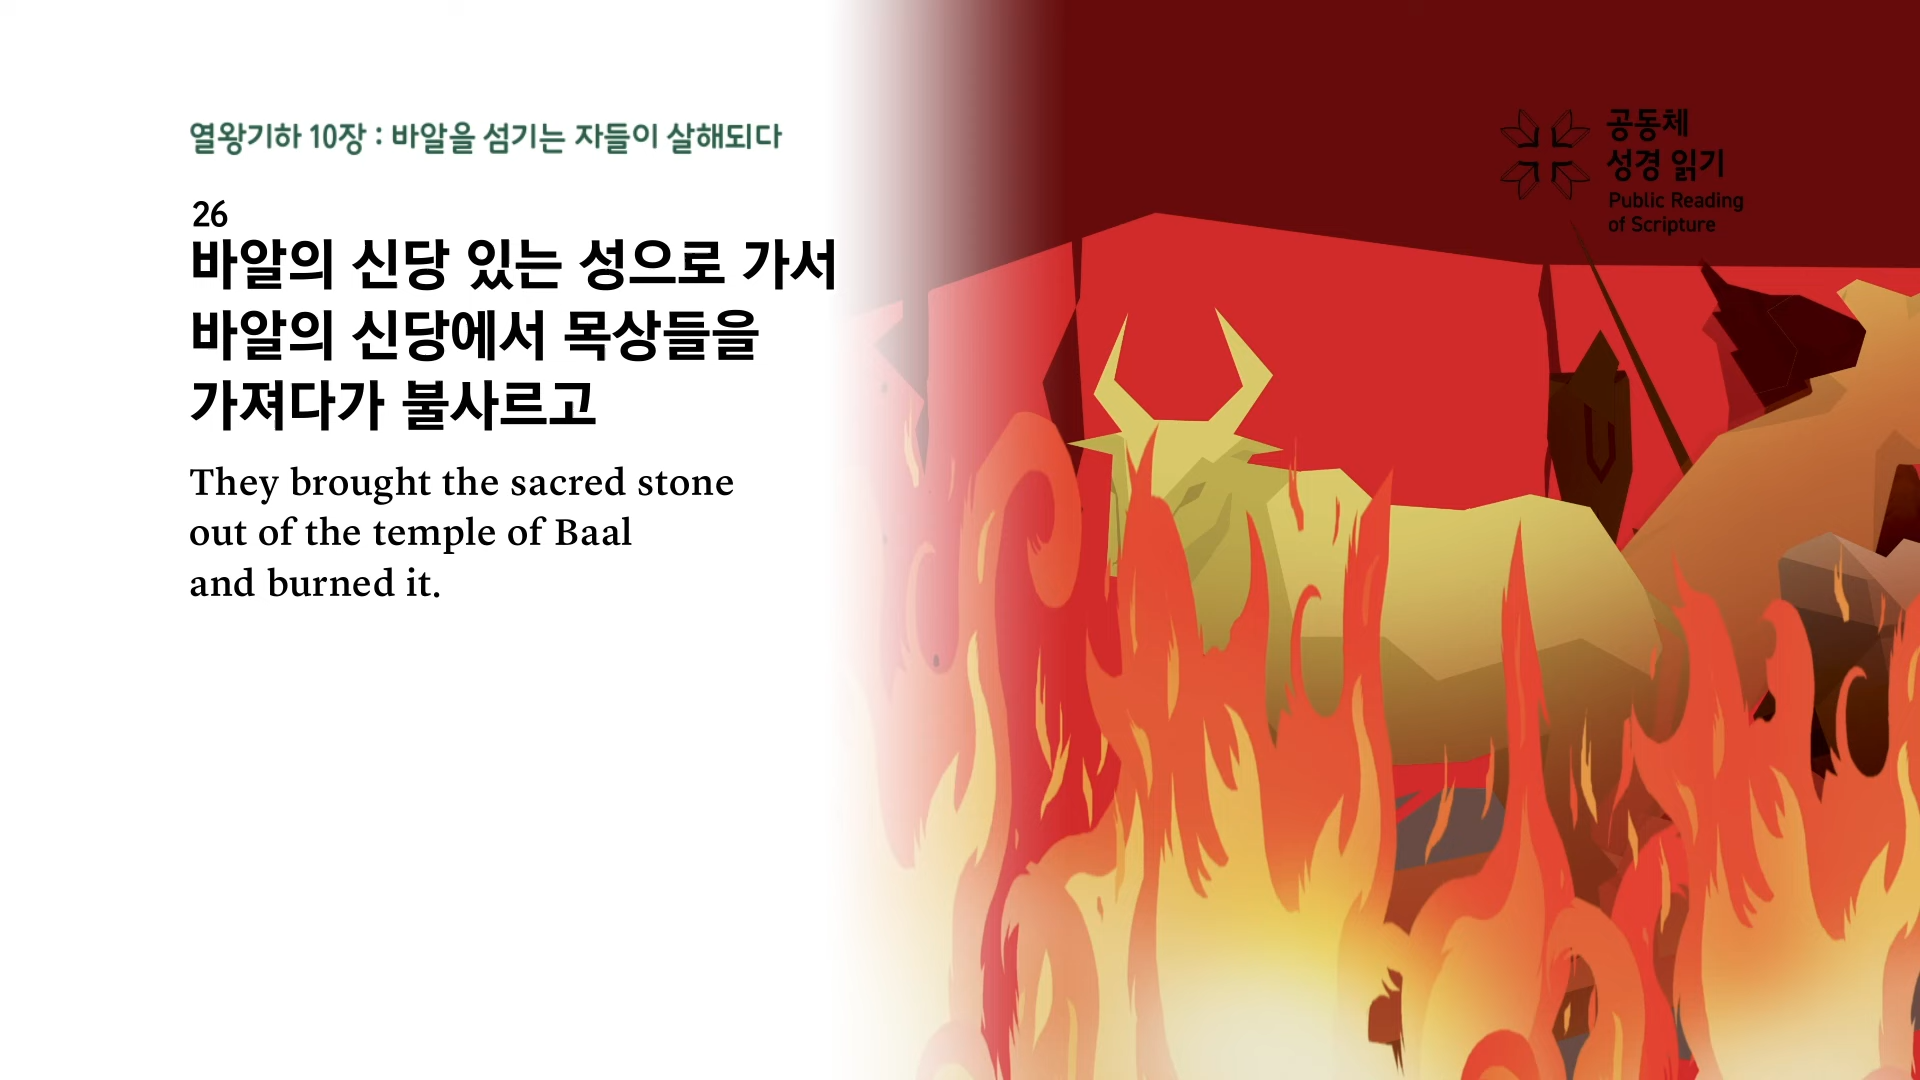 열왕기하 10장 : 바알을 섬기는 자들이 살해되다
26
바알의 신당 있는 성으로 가서
바알의 신당에서 목상들을
가져다가 불사르고
They brought the sacred stone
out of the temple of Baal
and burned it.
공동체
성경 읽기
Public Reading
of Scripture